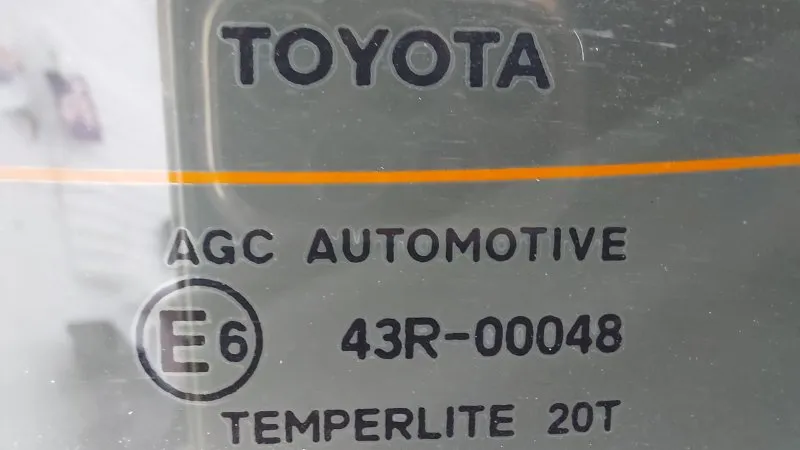 TOYOTA
AGC AUTOMOTIVE
E6 43R-00048
TEMPERLITE 20T